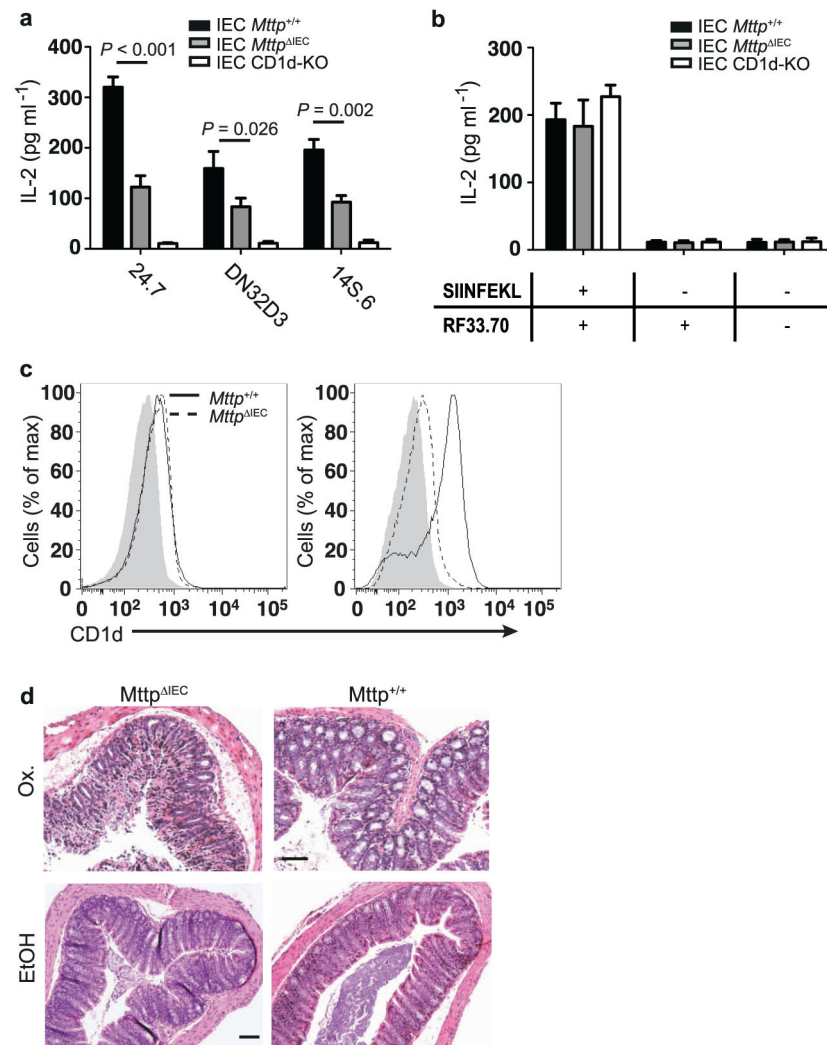 a
IEC Mttp+/+
IEC MttpΔIEC
IEC CD1d-KO
400
300
200
100
0
IL-2 (pg ml⁻¹)
P < 0.001
P = 0.026
P = 0.002
24.7
DN32D3
14S.6
b
IEC Mttp+/+
IEC MttpΔIEC
IEC CD1d-KO
300
200
100
0
IL-2 (pg ml⁻¹)
SIINFEKL + - -
RF33.70 + + -
c
Mttp+/+
MttpΔIEC
Cells (% of max)
100
80
60
40
20
0
0 10² 10³ 10⁴ 10⁵
Cells (% of max)
100
80
60
40
20
0
0 10² 10³ 10⁴ 10⁵
CD1d
d
MttpΔIEC Mttp+/+
Ox.
EtOH